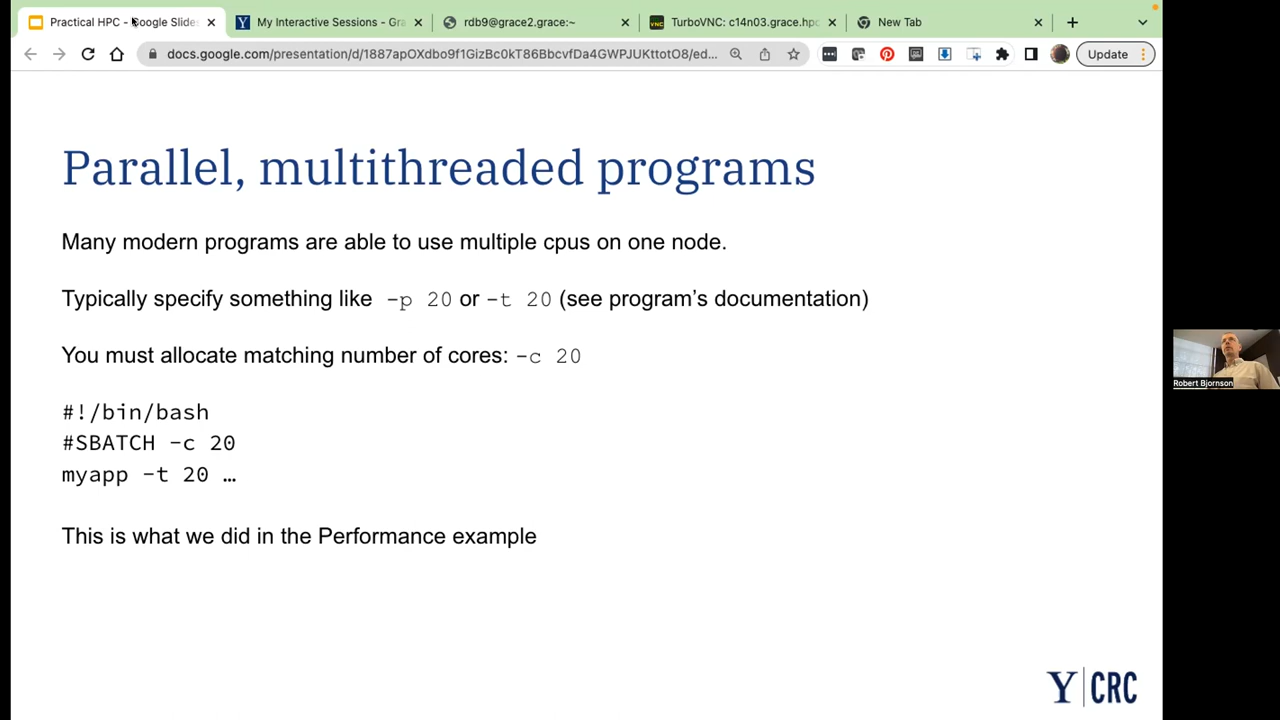 Practical HPC - Google Slides
My Interactive Sessions - Gra
rdb9@grace2.grace:~
TurboVNC: c14n03.grace.hpc
New Tab
docs.google.com/presentation/d/1887apOXdbo9f1GizBc0kT86BbcvfDa4GWPJUKttotO8/ed...
Update
Parallel, multithreaded programs
Many modern programs are able to use multiple cpus on one node.
Typically specify something like -p 20 or -t 20 (see program’s documentation)
You must allocate matching number of cores: -c 20
#!/bin/bash
#SBATCH -c 20
myapp -t 20 …
This is what we did in the Performance example
Robert Bjornson
Y CRC